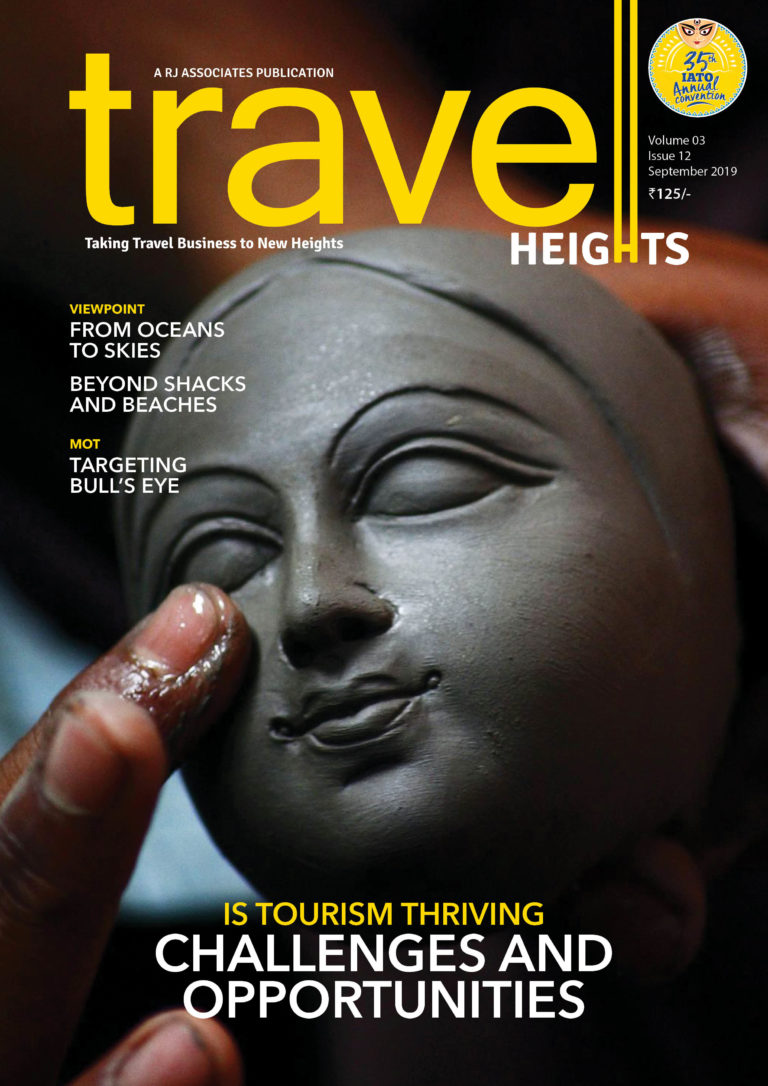 A RJ ASSOCIATES PUBLICATION
travel
HEIGHTS
Taking Travel Business to New Heights
35th
IATO
Annual
convention
Volume 03
Issue 12
September 2019
₹125/-
VIEWPOINT
FROM OCEANS
TO SKIES
BEYOND SHACKS
AND BEACHES
MOT
TARGETING
BULL'S EYE
IS TOURISM THRIVING
CHALLENGES AND
OPPORTUNITIES